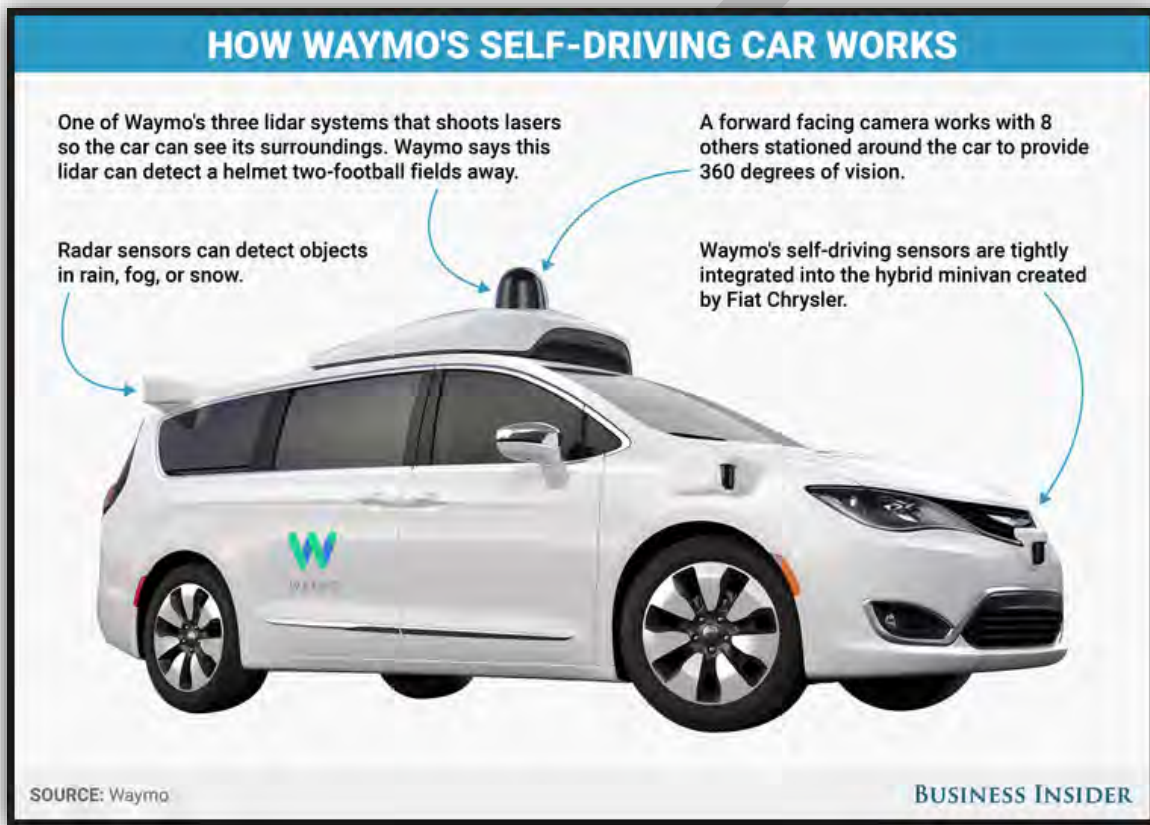 HOW WAYMO'S SELF-DRIVING CAR WORKS
One of Waymo's three lidar systems that shoots lasers
so the car can see its surroundings. Waymo says this
lidar can detect a helmet two-football fields away.
A forward facing camera works with 8
others stationed around the car to provide
360 degrees of vision.
Radar sensors can detect objects
in rain, fog, or snow.
Waymo's self-driving sensors are tightly
integrated into the hybrid minivan created
by Fiat Chrysler.
WAYMO
SOURCE: Waymo
BUSINESS INSIDER